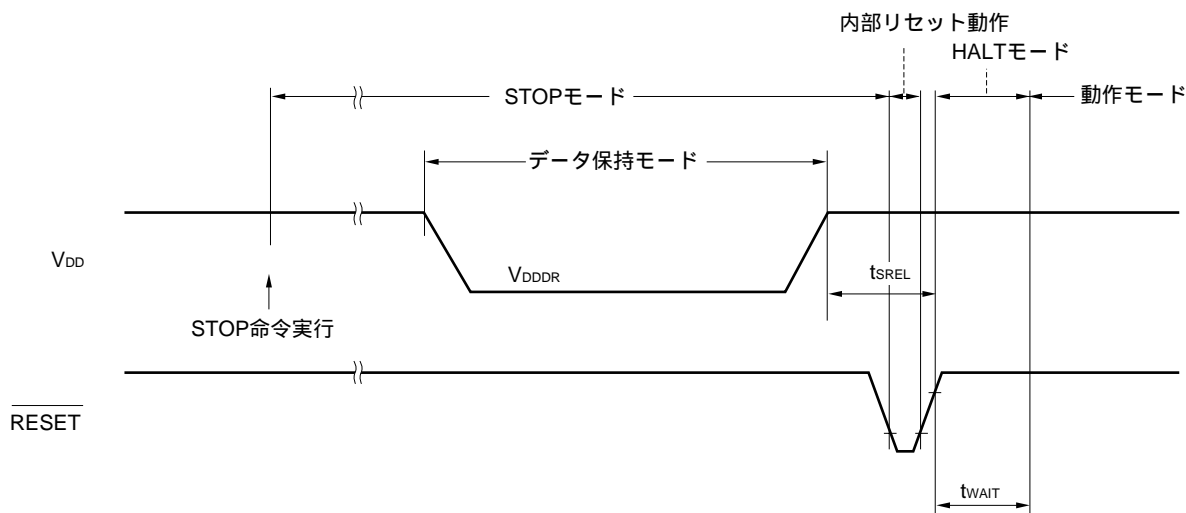 内部リセット動作
HALTモード
STOPモード
動作モード
データ保持モード
VDD
VDDDR
tSREL
STOP命令実行
RESET
tWAIT